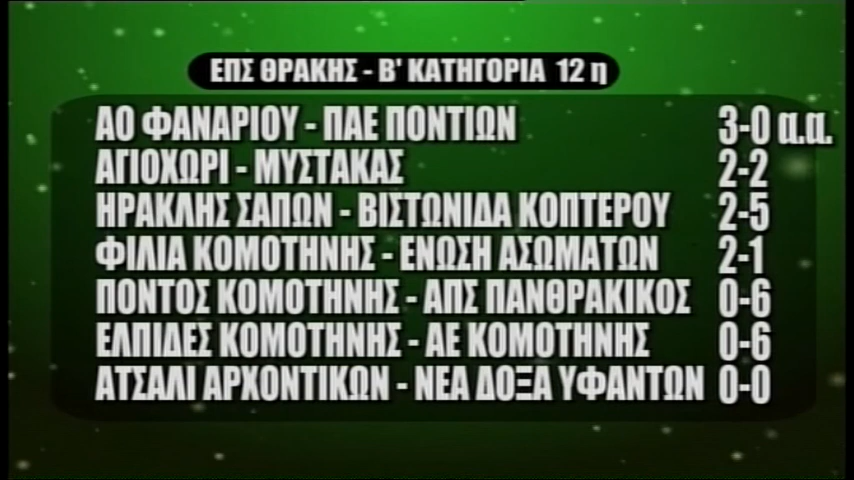 ΕΠΣ ΘΡΑΚΗΣ - Β' ΚΑΤΗΓΟΡΙΑ 12 η
ΑΟ ΦΑΝΑΡΙΟΥ - ΠΑΕ ΠΟΝΤΙΩΝ 3-0 α.α.
ΑΓΙΟΧΩΡΙ - ΜΥΣΤΑΚΑΣ 2-2
ΗΡΑΚΛΗΣ ΣΑΠΩΝ - ΒΙΣΤΩΝΙΔΑ ΚΟΠΤΕΡΟΥ 2-5
ΦΙΛΙΑ ΚΟΜΟΤΗΝΗΣ - ΕΝΩΣΗ ΑΣΩΜΑΤΩΝ 2-1
ΠΟΝΤΟΣ ΚΟΜΟΤΗΝΗΣ - ΑΠΣ ΠΑΝΘΡΑΚΙΚΟΣ 0-6
ΕΛΠΙΔΕΣ ΚΟΜΟΤΗΝΗΣ - ΑΕ ΚΟΜΟΤΗΝΗΣ 0-6
ΑΤΣΑΛΙ ΑΡΧΟΝΤΙΚΩΝ - ΝΕΑ ΔΟΞΑ ΥΦΑΝΤΩΝ 0-0